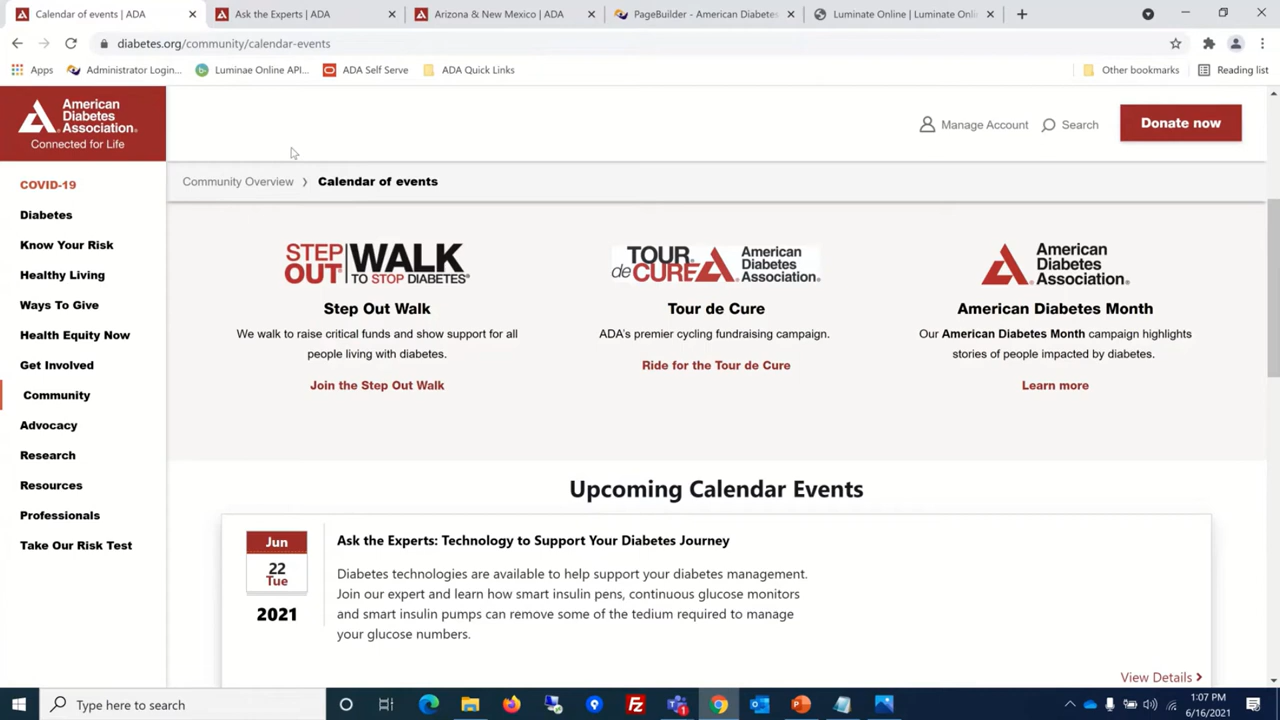 Calendar of events | ADA
Ask the Experts | ADA
Arizona & New Mexico | ADA
PageBuilder - American Diabetes
Luminate Online | Luminate Onli
diabetes.org/community/calendar-events
Apps
Administrator Login...
Luminae Online API...
ADA Self Serve
ADA Quick Links
Other bookmarks
Reading list
American
Diabetes
Association®
Connected for Life
Manage Account
Search
Donate now
Community Overview
Calendar of events
COVID-19
Diabetes
Know Your Risk
Healthy Living
Ways To Give
Health Equity Now
Get Involved
Community
Advocacy
Research
Resources
Professionals
Take Our Risk Test
STEP OUT WALK TO STOP DIABETES®
Step Out Walk
We walk to raise critical funds and show support for all
people living with diabetes.
Join the Step Out Walk
TOUR de CURE American Diabetes Association®
Tour de Cure
ADA's premier cycling fundraising campaign.
Ride for the Tour de Cure
American
Diabetes
Association®
American Diabetes Month
Our American Diabetes Month campaign highlights
stories of people impacted by diabetes.
Learn more
Upcoming Calendar Events
Jun
22
Tue
2021
Ask the Experts: Technology to Support Your Diabetes Journey
Diabetes technologies are available to help support your diabetes management.
Join our expert and learn how smart insulin pens, continuous glucose monitors
and smart insulin pumps can remove some of the tedium required to manage
your glucose numbers.
View Details
Type here to search
1:07 PM
6/16/2021